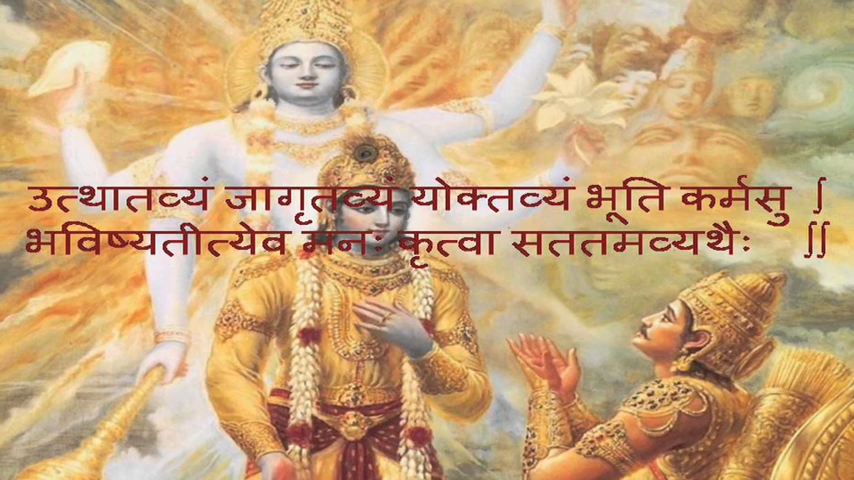 उत्थातव्यं जागृतव्यं योक्तव्यं भूति कर्मसु ∫
भविष्यतीत्येव मनः कृत्वा सततमव्यथैः ∫∫